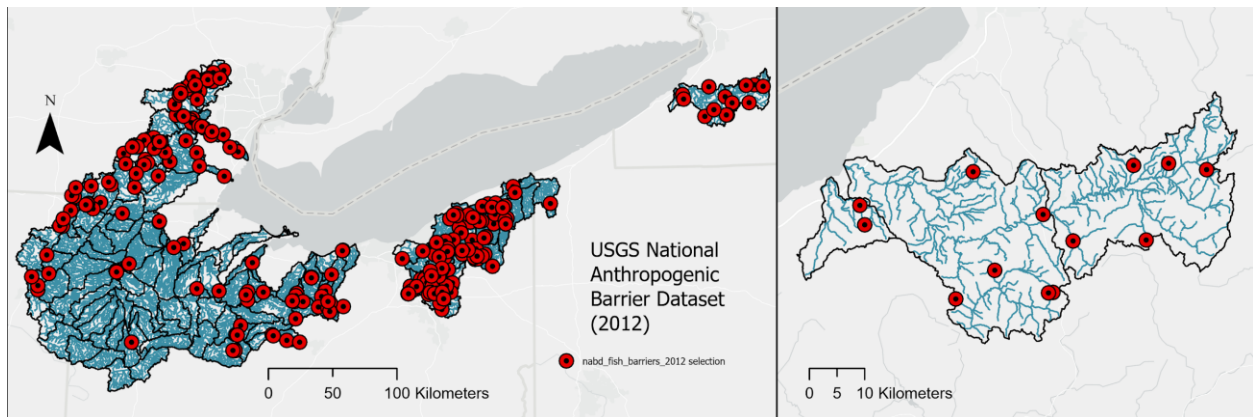 N
USGS National
Anthropogenic
Barrier Dataset
(2012)
nabd_fish_barriers_2012 selection
0 50 100 Kilometers
0 5 10 Kilometers